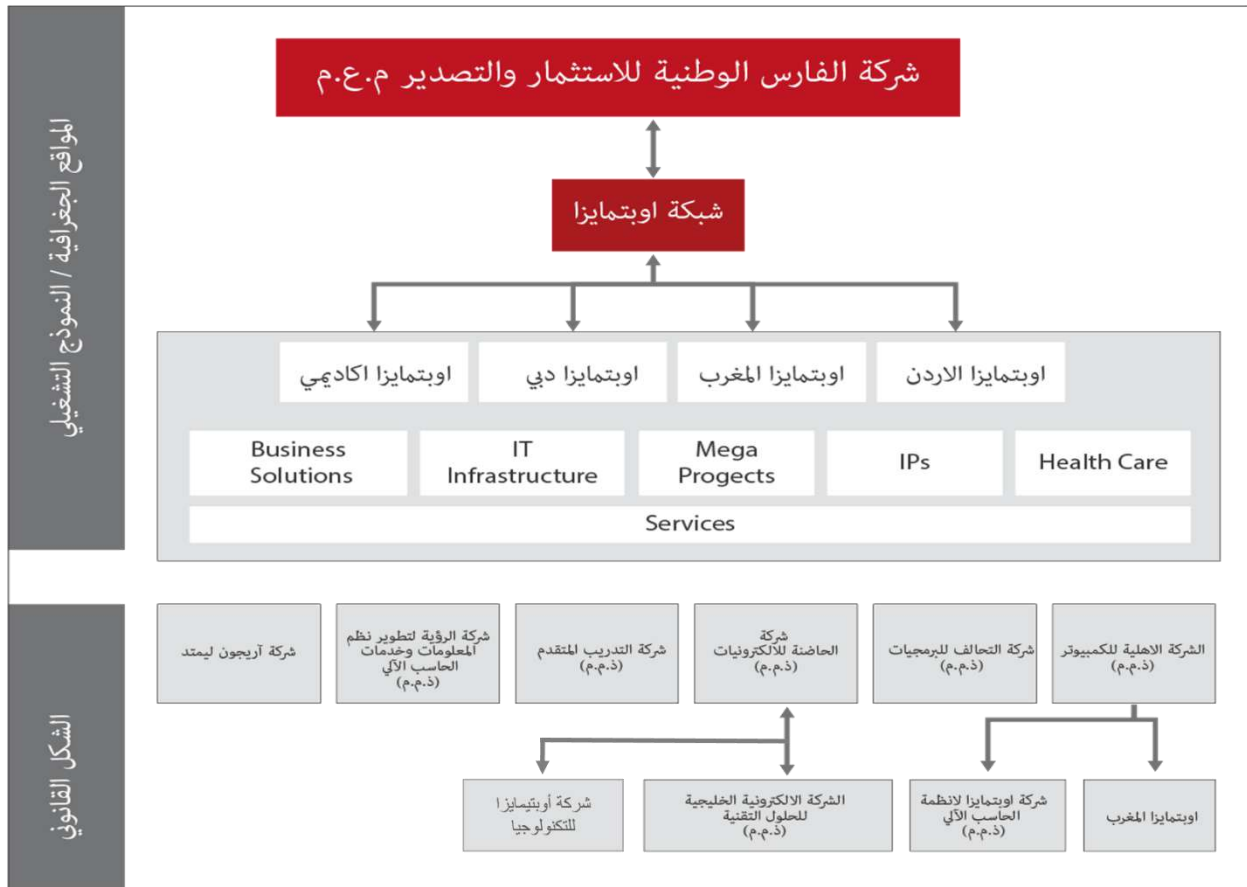 شركة الفارس الوطنية للاستثمار والتصدير م.ع.م
المواقع الجغرافية / النموذج التشغيلي
شبكة اوبتمايزا
اوبتمايزا الاردن
اوبتمايزا المغرب
اوبتمايزا دبي
اوبتمايزا اكاديمي
Business
Solutions
IT
Infrastructure
Mega
Progects
IPs
Health Care
Services
الشكل القانوني
الشركة الاهلية للكمبيوتر
(ذ.م.م)
شركة التحالف للبرمجيات
(ذ.م.م)
شركة
الحاضنة للالكترونيات
(ذ.م.م)
شركة التدريب المتقدم
(ذ.م.م)
شركة الرؤية لتطوير نظم
المعلومات وخدمات
الحاسب الآلي
(ذ.م.م)
شركة آريجون ليمتد
اوبتمايزا المغرب
شركة اوبتمايزا لانظمة
الحاسب الآلي
(ذ.م.م)
الشركة الالكترونية الخليجية
للحلول التقنية
(ذ.م.م)
شركة أوبتيمايزا
للتكنولوجيا